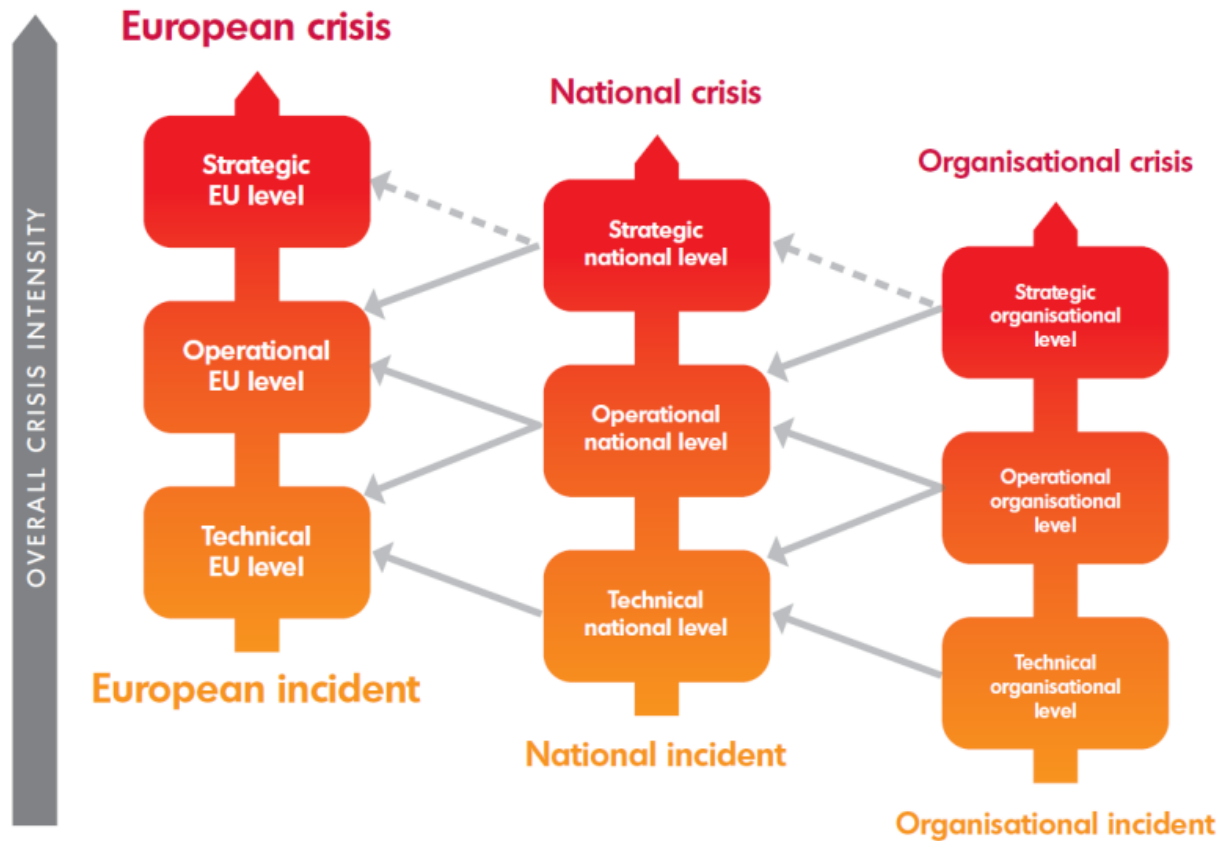 OVERALL CRISIS INTENSITY
European crisis
Strategic
EU level
Operational
EU level
Technical
EU level
European incident
National crisis
Strategic
national level
Operational
national level
Technical
national level
National incident
Organisational crisis
Strategic
organisational
level
Operational
organisational
level
Technical
organisational
level
Organisational incident